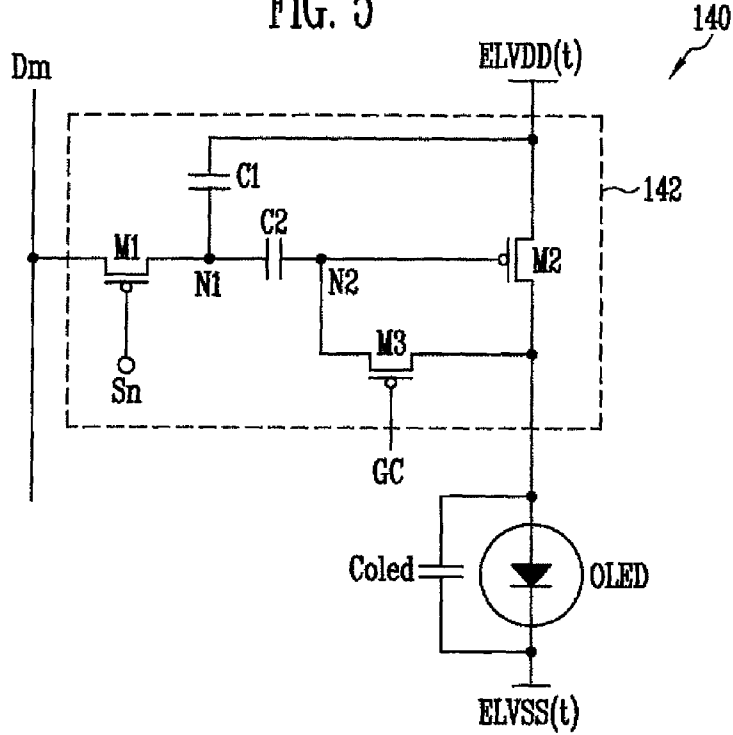 FIG. 5
140
Dm
ELVDD(t)
C1
142
C2
M1
M2
N1
N2
M3
Sn
GC
Coled
OLED
ELVSS(t)